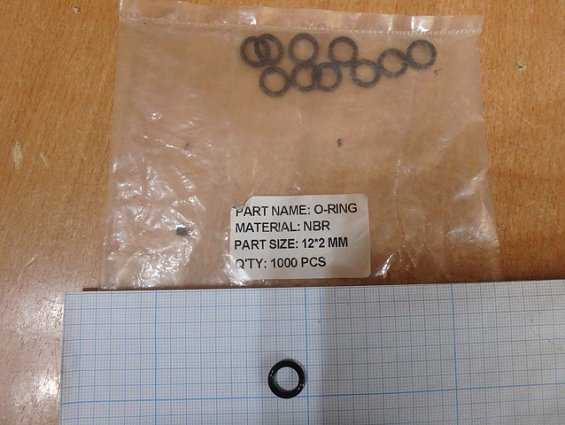 PART NAME: O-RING
MATERIAL: NBR
PART SIZE: 12*2 MM
Q'TY: 1000 PCS